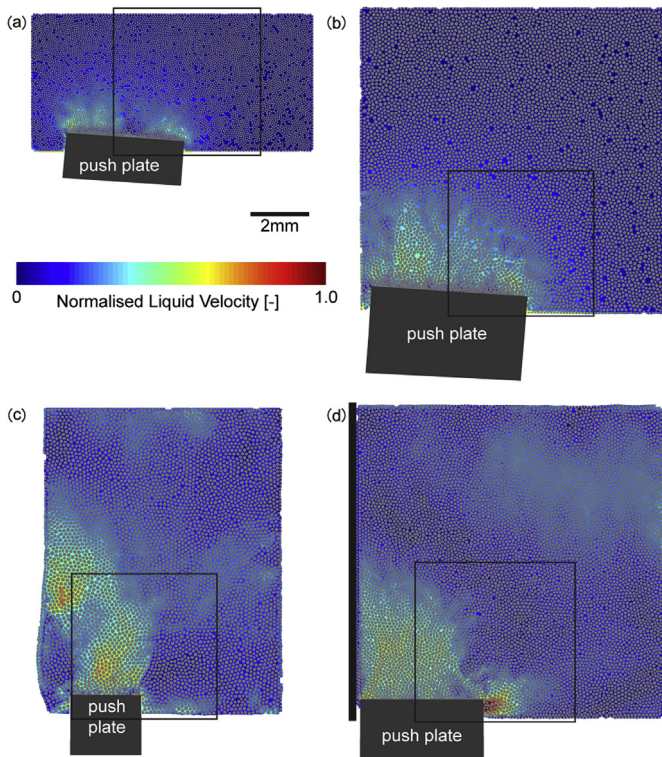 (a)
push plate
2mm
0
Normalised Liquid Velocity [-]
1.0
(b)
push plate
(c)
push
plate
(d)
push plate